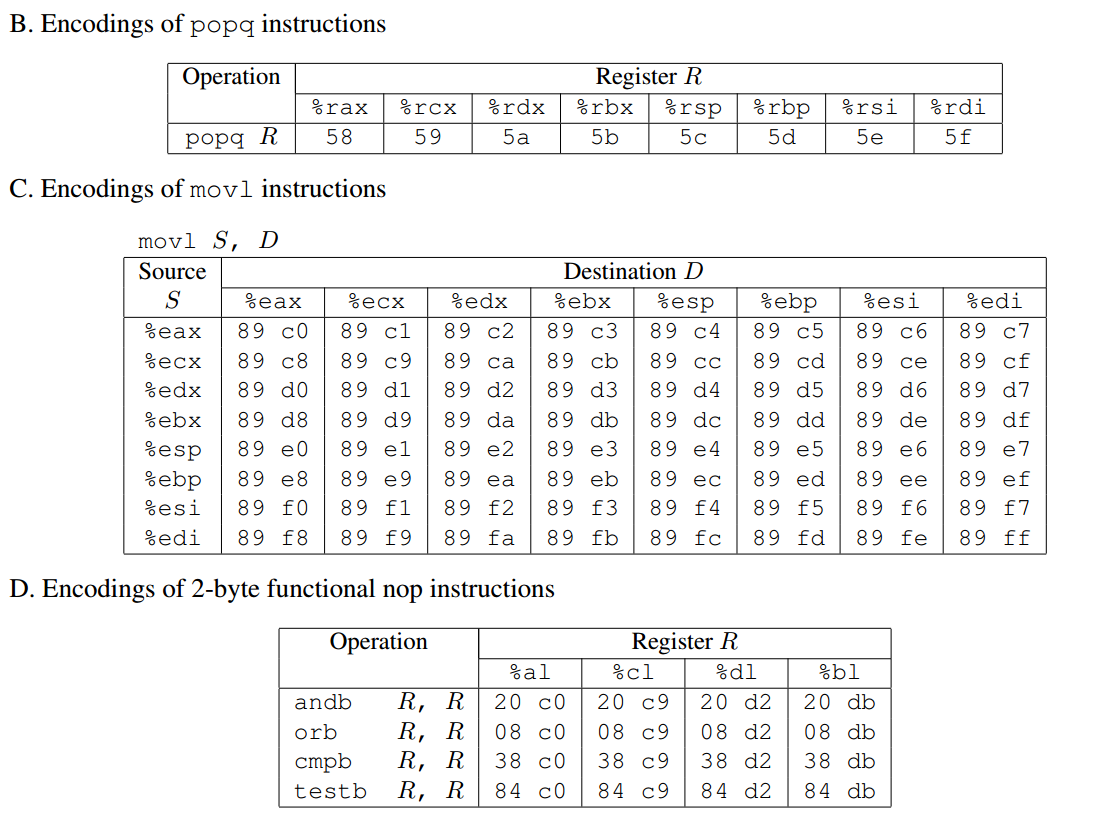 B. Encodings of popq instructions
Operation Register R
%rax %rcx %rdx %rbx %rsp %rbp %rsi %rdi
popq R 58 59 5a 5b 5c 5d 5e 5f
C. Encodings of movl instructions
movl S, D
Source Destination D
S %eax %ecx %edx %ebx %esp %ebp %esi %edi
%eax 89 c0 89 c1 89 c2 89 c3 89 c4 89 c5 89 c6 89 c7
%ecx 89 c8 89 c9 89 ca 89 cb 89 cc 89 cd 89 ce 89 cf
%edx 89 d0 89 d1 89 d2 89 d3 89 d4 89 d5 89 d6 89 d7
%ebx 89 d8 89 d9 89 da 89 db 89 dc 89 dd 89 de 89 df
%esp 89 e0 89 e1 89 e2 89 e3 89 e4 89 e5 89 e6 89 e7
%ebp 89 e8 89 e9 89 ea 89 eb 89 ec 89 ed 89 ee 89 ef
%esi 89 f0 89 f1 89 f2 89 f3 89 f4 89 f5 89 f6 89 f7
%edi 89 f8 89 f9 89 fa 89 fb 89 fc 89 fd 89 fe 89 ff
D. Encodings of 2-byte functional nop instructions
Operation Register R
%al %cl %dl %bl
andb R, R 20 c0 20 c9 20 d2 20 db
orb R, R 08 c0 08 c9 08 d2 08 db
cmpb R, R 38 c0 38 c9 38 d2 38 db
testb R, R 84 c0 84 c9 84 d2 84 db